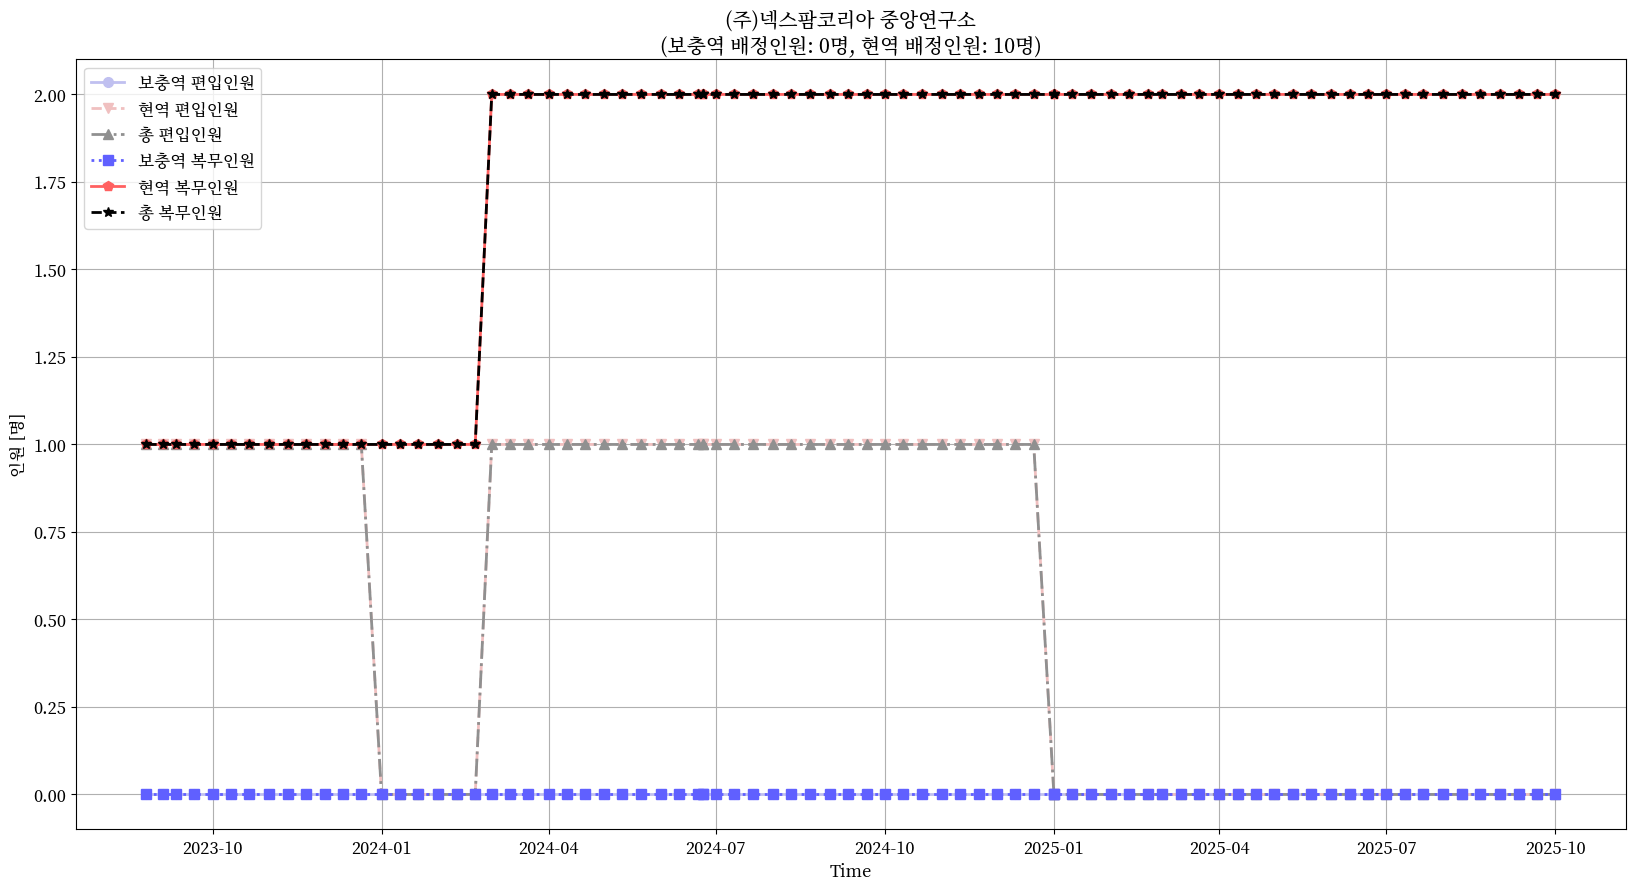 (주)넥스팜코리아 중앙연구소
(보충역 배정인원: 0명, 현역 배정인원: 10명)
보충역 편입인원
현역 편입인원
총 편입인원
보충역 복무인원
현역 복무인원
총 복무인원
인원 [명]
2.00
1.75
1.50
1.25
1.00
0.75
0.50
0.25
0.00
2023-10
2024-01
2024-04
2024-07
2024-10
2025-01
2025-04
2025-07
2025-10
Time